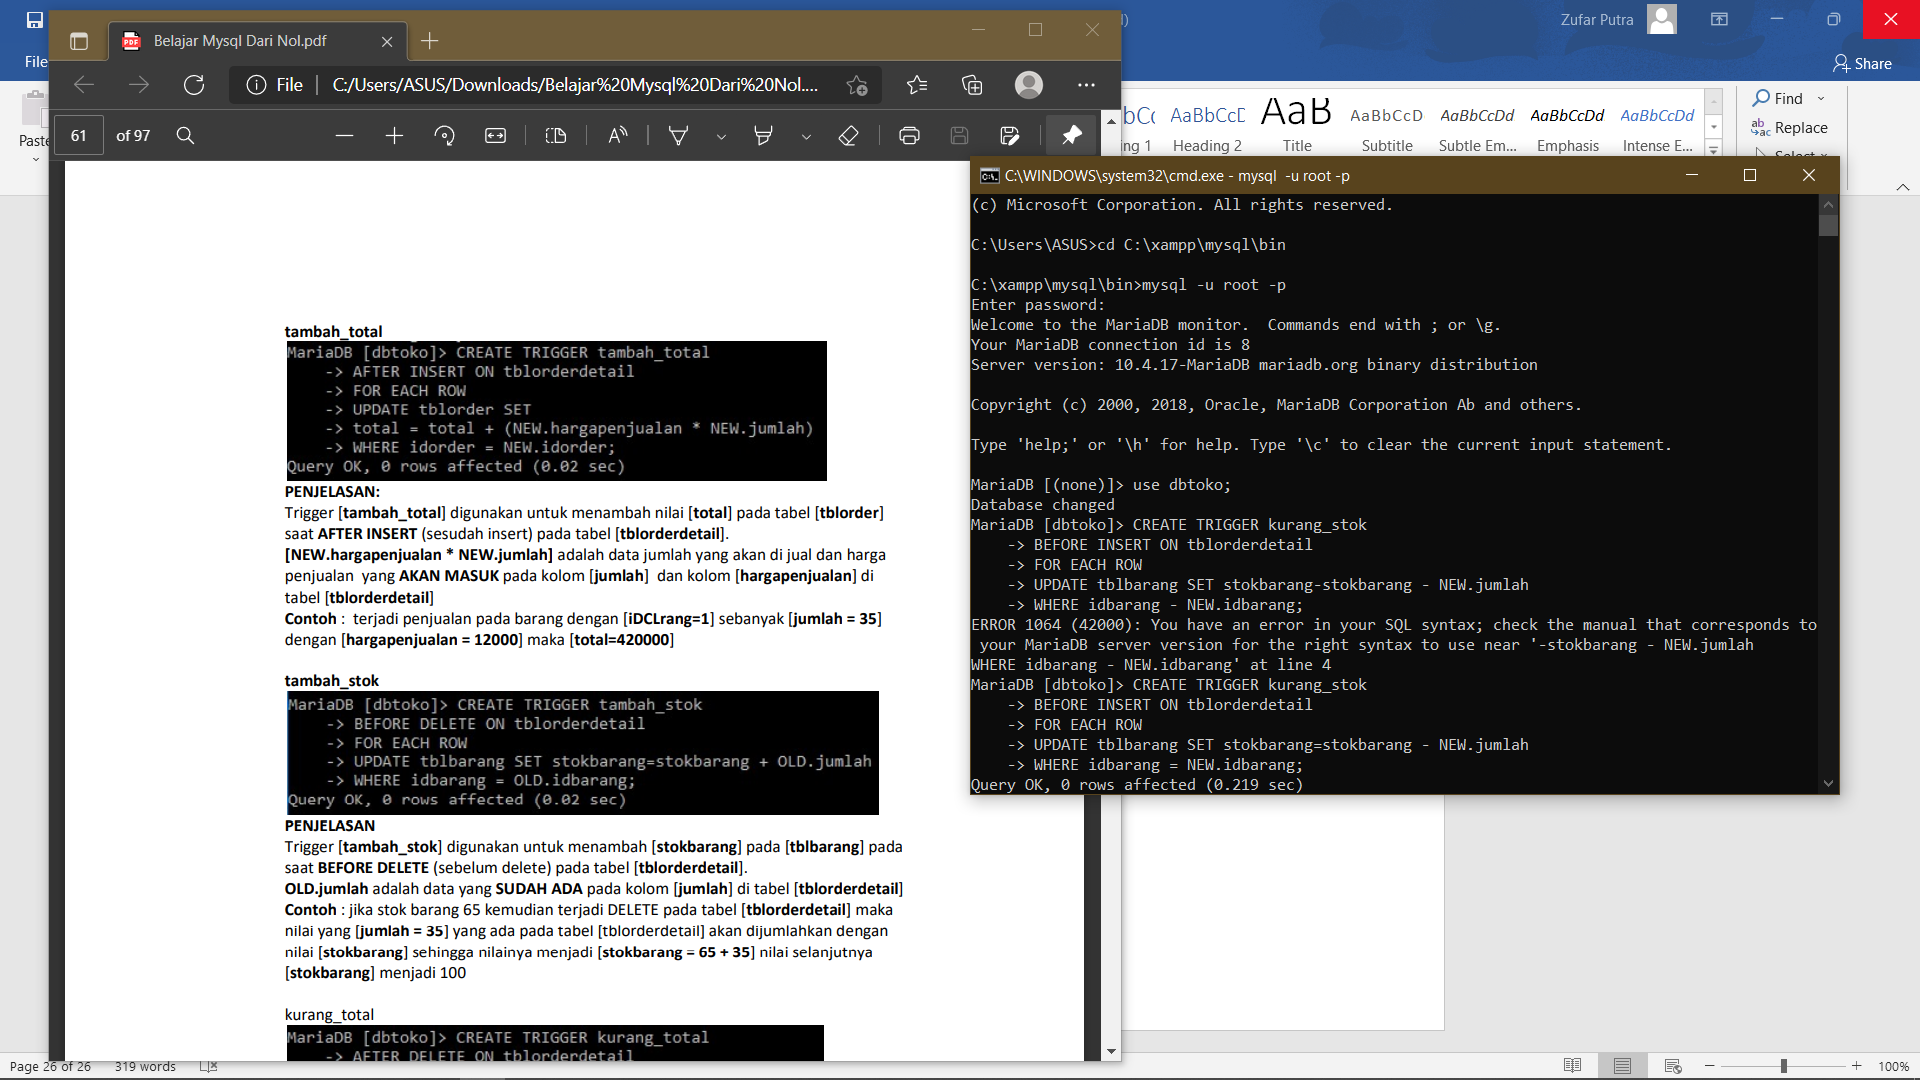 Belajar Mysql Dari Nol.pdf
File
C:/Users/ASUS/Downloads/Belajar%20Mysql%20Dari%20Nol....
61 of 97
tambah_total
MariaDB [dbtoko]> CREATE TRIGGER tambah_total
-> AFTER INSERT ON tblorderdetail
-> FOR EACH ROW
-> UPDATE tblorder SET
-> total = total + (NEW.hargapenjualan * NEW.jumlah)
-> WHERE idorder = NEW.idorder;
Query OK, 0 rows affected (0.02 sec)
PENJELASAN:
Trigger [tambah_total] digunakan untuk menambah nilai [total] pada tabel [tblorder]
saat AFTER INSERT (sesudah insert) pada tabel [tblorderdetail].
[NEW.hargapenjualan * NEW.jumlah] adalah data jumlah yang akan di jual dan harga
penjualan yang AKAN MASUK pada kolom [jumlah] dan kolom [hargapenjualan] di
tabel [tblorderdetail]
Contoh : terjadi penjualan pada barang dengan [iDCLrang=1] sebanyak [jumlah = 35]
dengan [hargapenjualan = 12000] maka [total=420000]
tambah_stok
MariaDB [dbtoko]> CREATE TRIGGER tambah_stok
-> BEFORE DELETE ON tblorderdetail
-> FOR EACH ROW
-> UPDATE tblbarang SET stokbarang=stokbarang + OLD.jumlah
-> WHERE idbarang = OLD.idbarang;
Query OK, 0 rows affected (0.02 sec)
PENJELASAN
Trigger [tambah_stok] digunakan untuk menambah [stokbarang] pada [tblbarang] pada
saat BEFORE DELETE (sebelum delete) pada tabel [tblorderdetail].
OLD.jumlah adalah data yang SUDAH ADA pada kolom [jumlah] di tabel [tblorderdetail]
Contoh : jika stok barang 65 kemudian terjadi DELETE pada tabel [tblorderdetail] maka
nilai yang [jumlah = 35] yang ada pada tabel [tblorderdetail] akan dijumlahkan dengan
nilai [stokbarang] sehingga nilainya menjadi [stokbarang = 65 + 35] nilai selanjutnya
[stokbarang] menjadi 100
kurang_total
MariaDB [dbtoko]> CREATE TRIGGER kurang_total
-> AFTER DELETE ON tblorderdetail
Zufar Putra
File
Share
Paste
AaBbCcDd AaB AaBbCcD AaBbCcDd AaBbCcDd AaBbCcDd
Heading 2 Title Subtitle Subtle Em... Emphasis Intense E...
Find
Replace
Select
C:\WINDOWS\system32\cmd.exe - mysql -u root -p
(c) Microsoft Corporation. All rights reserved.
C:\Users\ASUS>cd C:\xampp\mysql\bin
C:\xampp\mysql\bin>mysql -u root -p
Enter password:
Welcome to the MariaDB monitor. Commands end with ; or \g.
Your MariaDB connection id is 8
Server version: 10.4.17-MariaDB mariadb.org binary distribution
Copyright (c) 2000, 2018, Oracle, MariaDB Corporation Ab and others.
Type 'help;' or '\h' for help. Type '\c' to clear the current input statement.
MariaDB [(none)]> use dbtoko;
Database changed
MariaDB [dbtoko]> CREATE TRIGGER kurang_stok
-> BEFORE INSERT ON tblorderdetail
-> FOR EACH ROW
-> UPDATE tblbarang SET stokbarang-stokbarang - NEW.jumlah
-> WHERE idbarang - NEW.idbarang;
ERROR 1064 (42000): You have an error in your SQL syntax; check the manual that corresponds to
your MariaDB server version for the right syntax to use near '-stokbarang - NEW.jumlah
WHERE idbarang - NEW.idbarang' at line 4
MariaDB [dbtoko]> CREATE TRIGGER kurang_stok
-> BEFORE INSERT ON tblorderdetail
-> FOR EACH ROW
-> UPDATE tblbarang SET stokbarang=stokbarang - NEW.jumlah
-> WHERE idbarang = NEW.idbarang;
Query OK, 0 rows affected (0.219 sec)
Page 26 of 26 319 words
100%